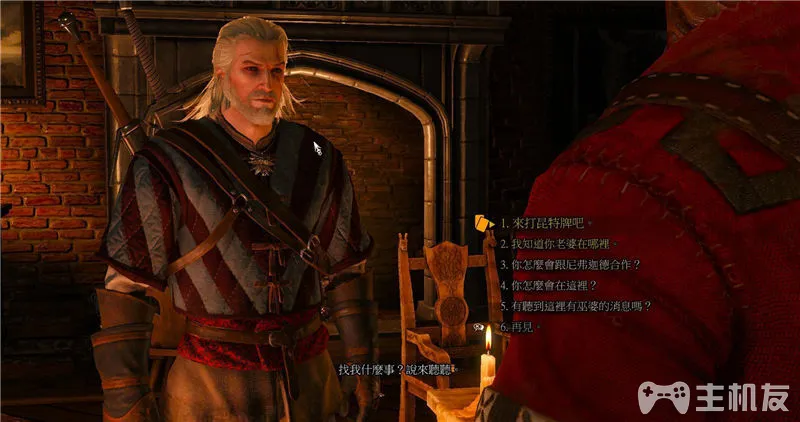 1. 來打昆特牌吧。
2. 我知道你老婆在哪裡。
3. 你怎麼會跟尼弗迦德合作?
4. 你怎麼會在這裡?
5. 有聽到這裡有巫婆的消息嗎?
6. 再見。
找我什麼事?說來聽聽。
主机友